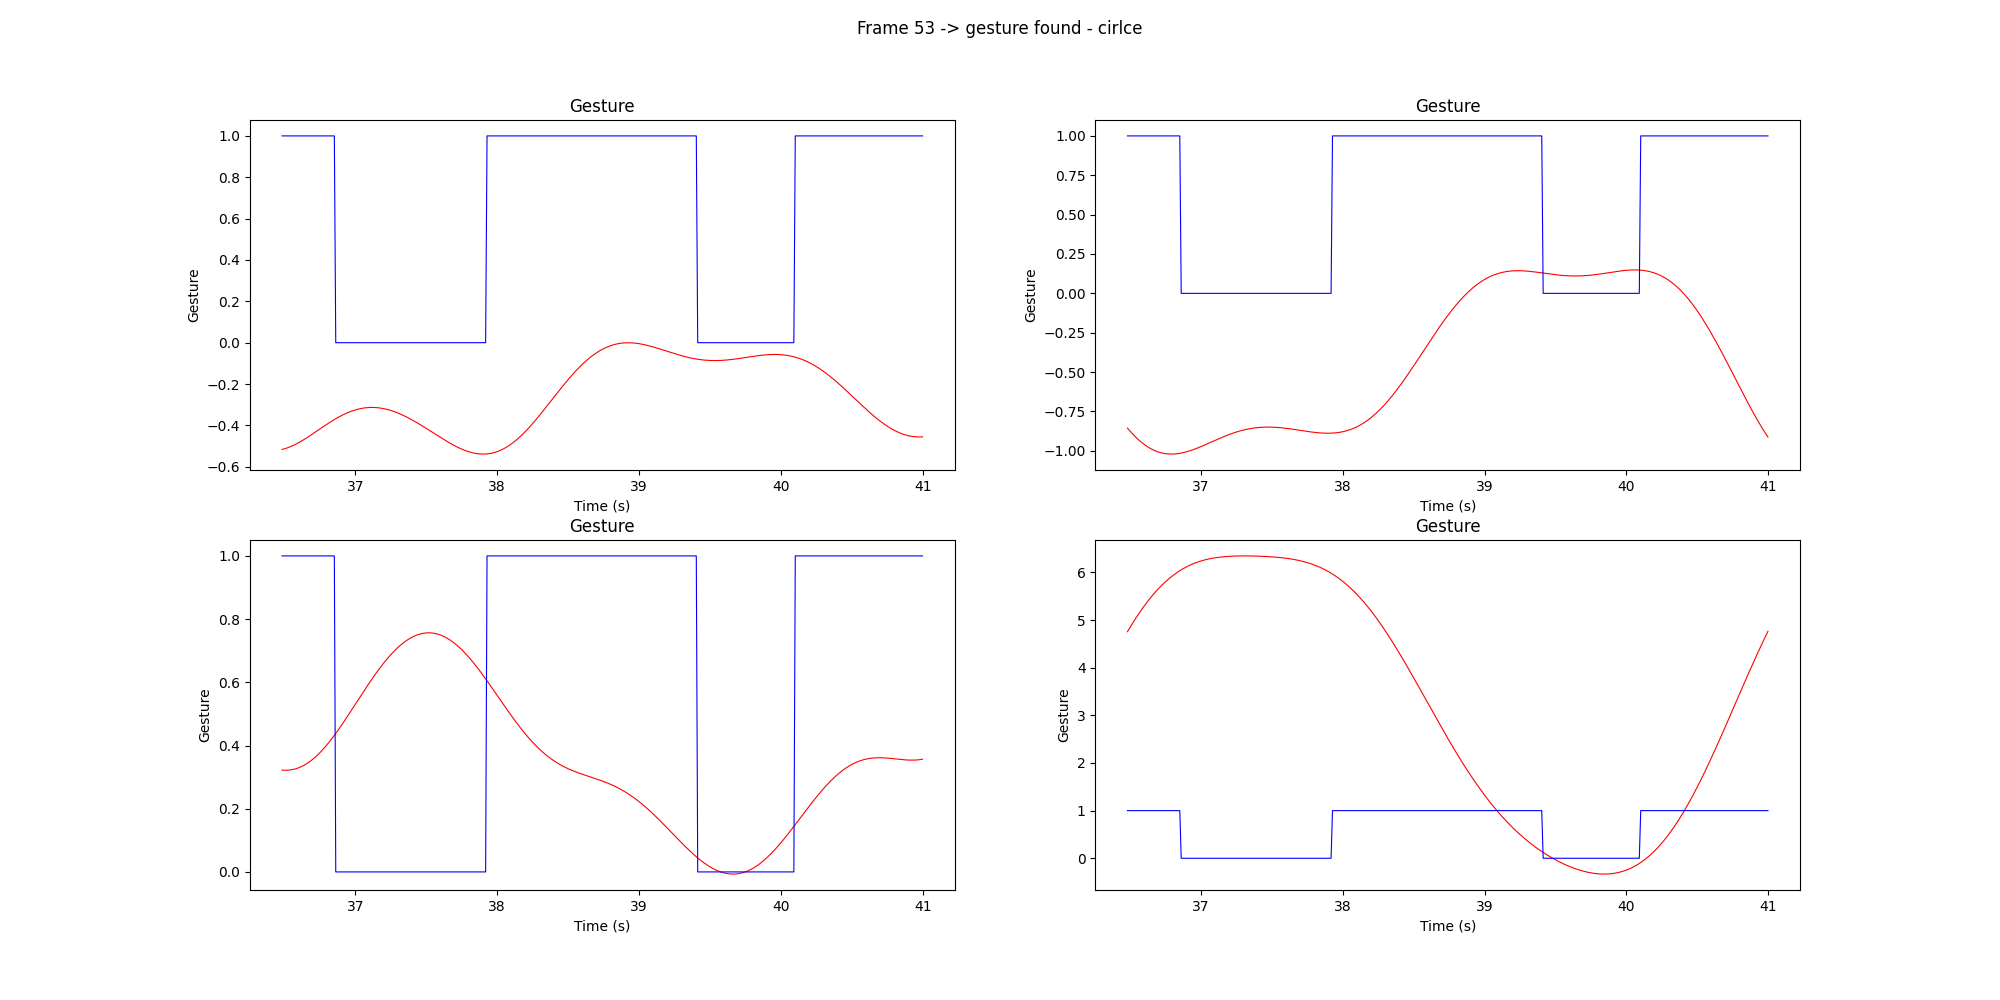 Frame 53 -> gesture found - cirlce
Gesture
1.0
0.8
0.6
0.4
0.2
0.0
−0.2
−0.4
−0.6
Gesture
37 38 39 40 41
Time (s)
Gesture
1.00
0.75
0.50
0.25
0.00
−0.25
−0.50
−0.75
−1.00
Gesture
37 38 39 40 41
Time (s)
Gesture
1.0
0.8
0.6
0.4
0.2
0.0
Gesture
37 38 39 40 41
Time (s)
Gesture
6
5
4
3
2
1
0
Gesture
37 38 39 40 41
Time (s)